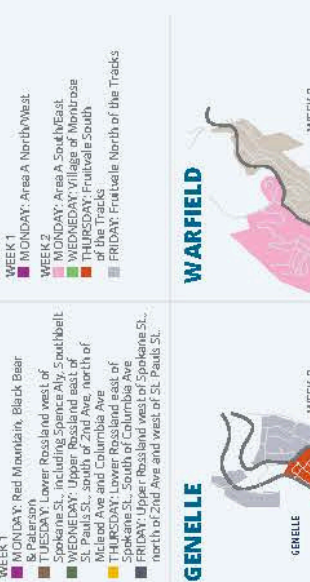 WEEK 1
MONDAY: Red Mountain, Black Bear
& Paterson
TUESDAY: Lower Rossland west of
Spokane St., including Spence Aly, Southbelt
WEDNEDAY: Upper Rossland east of
St. Pauls St., south of 2nd Ave, north of
Mcleod Ave and Columbia Ave
THURSDAY: Lower Rossland east of
Spokane St., South of Columbia Ave
FRIDAY: Upper Rossland west of Spokane St.,
north of 2nd Ave and west of St. Pauls St.
WEEK 1
MONDAY: Area A North/West
WEEK 2
MONDAY: Area A South/East
WEDNEDAY: Village of Montrose
THURSDAY: Fruitvale South
of the Tracks
FRIDAY: Fruitvale North of the Tracks
GENELLE
GENELLE
WARFIELD